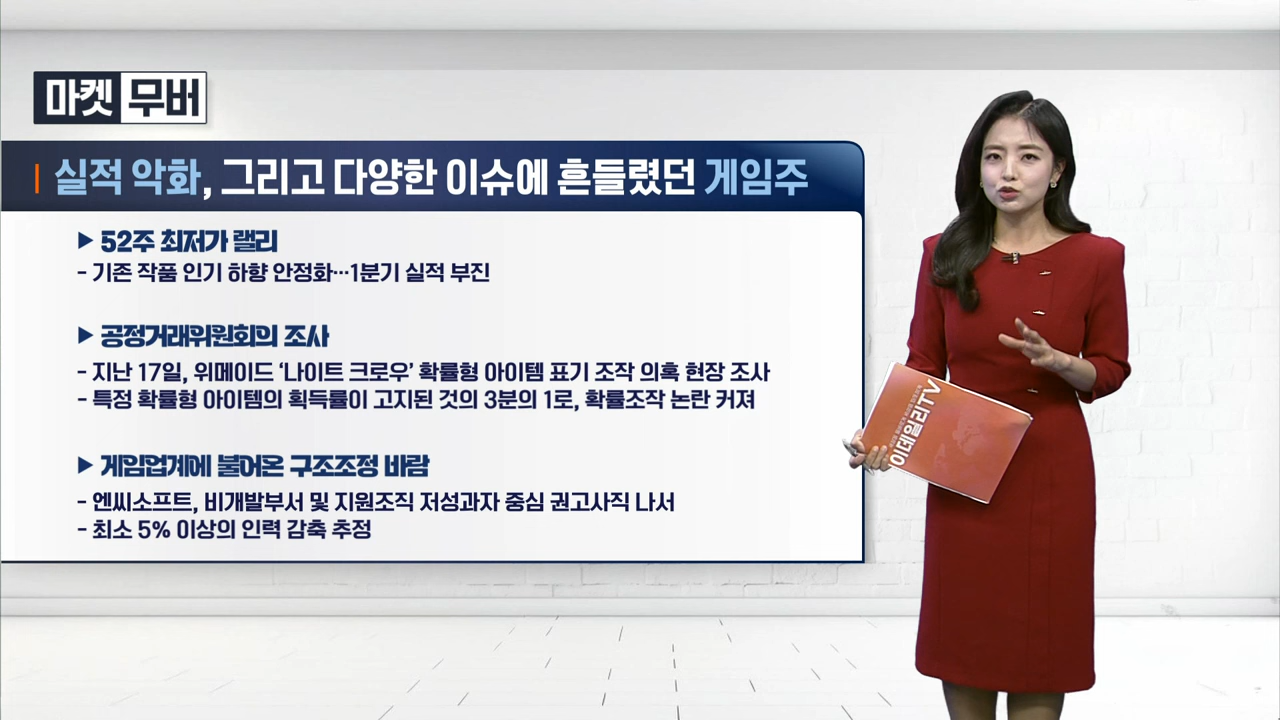 마켓 무버
실적 악화, 그리고 다양한 이슈에 흔들렸던 게임주
▶ 52주 최저가 랠리
- 기존 작품 인기 하향 안정화…1분기 실적 부진
▶ 공정거래위원회의 조사
- 지난 17일, 위메이드 ‘나이트 크로우’ 확률형 아이템 표기 조작 의혹 현장 조사
- 특정 확률형 아이템의 획득률이 고지된 것의 3분의 1로, 확률조작 논란 커져
▶ 게임업계에 불어온 구조조정 바람
- 엔씨소프트, 비개발부서 및 지원조직 저성과자 중심 권고사직 나서
- 최소 5% 이상의 인력 감축 추정
이데일리TV